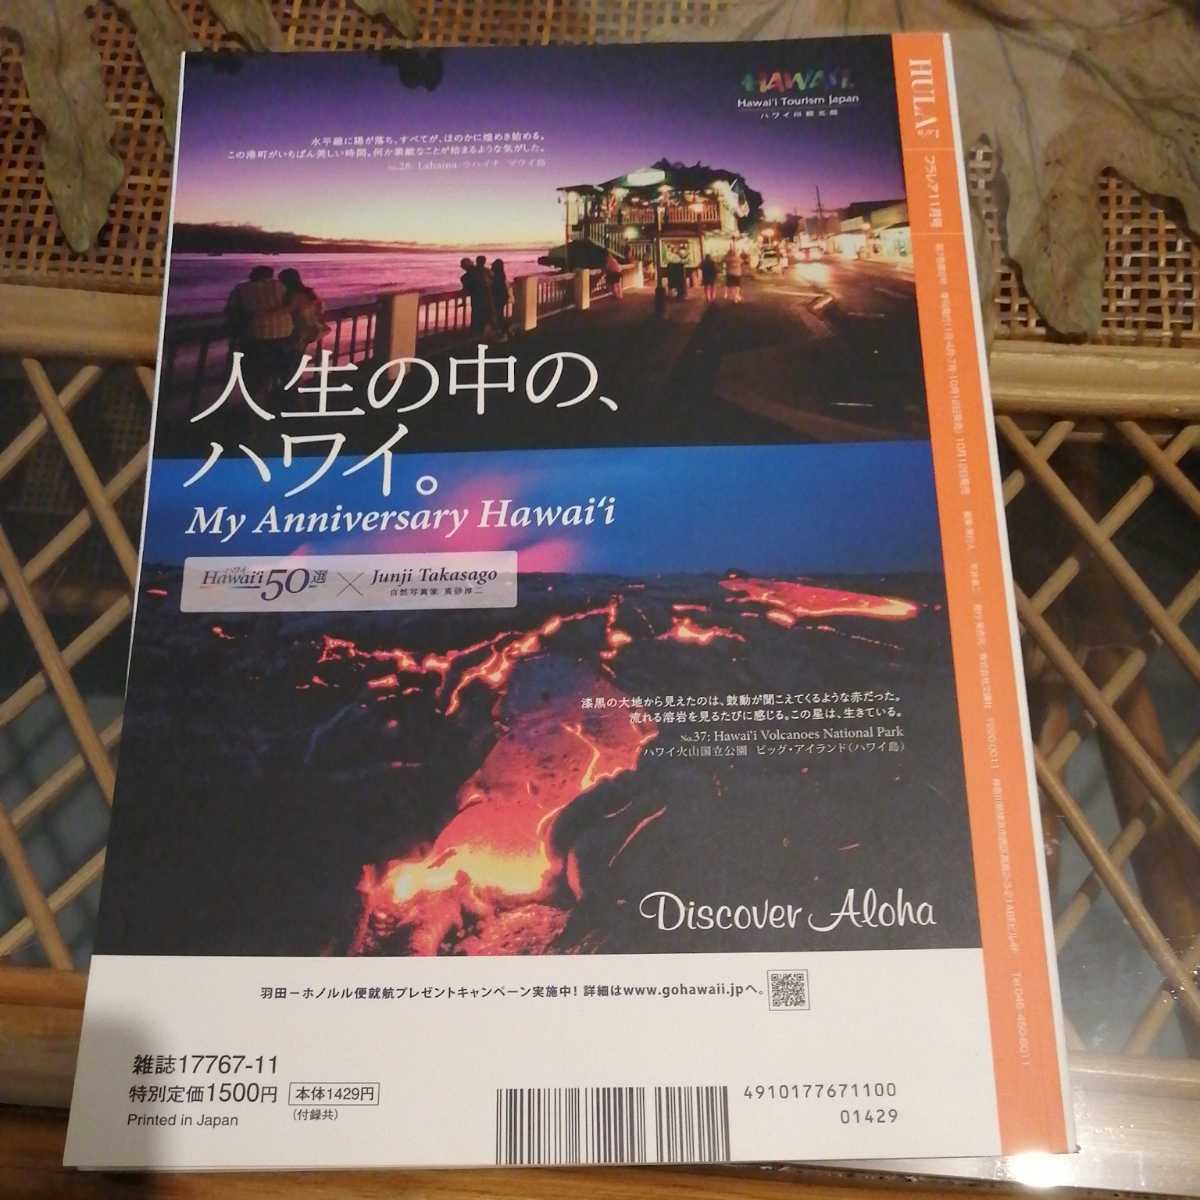 HAWAI'I
Hawai'i Tourism Japan
ハワイ州観光局
水平線に陽が落ち、すべてが、ほのかに煌めき始める。
この港町がいちばん美しい時間。何か素敵なことが始まるような気がした。
No.26: Lahaina ラハイナ マウイ島
人生の中の、
ハワイ。
My Anniversary Hawai'i
ハワイ
Hawai'i 50選 × Junji Takasago
自然写真家 高砂淳二
漆黒の大地から見えたのは、鼓動が聞こえてくるような赤だった。
流れる溶岩を見るたびに感じる。この星は、生きている。
No.37: Hawai'i Volcanoes National Park
ハワイ火山国立公園 ビッグ・アイランド（ハワイ島）
Discover Aloha
羽田－ホノルル便就航プレゼントキャンペーン実施中！詳細はwww.gohawaii.jpへ。
雑誌17767-11
特別定価1500円 本体1429円
（付録共）
Printed in Japan
4910177671100
01429
HULA Le'a
フラレア11月号